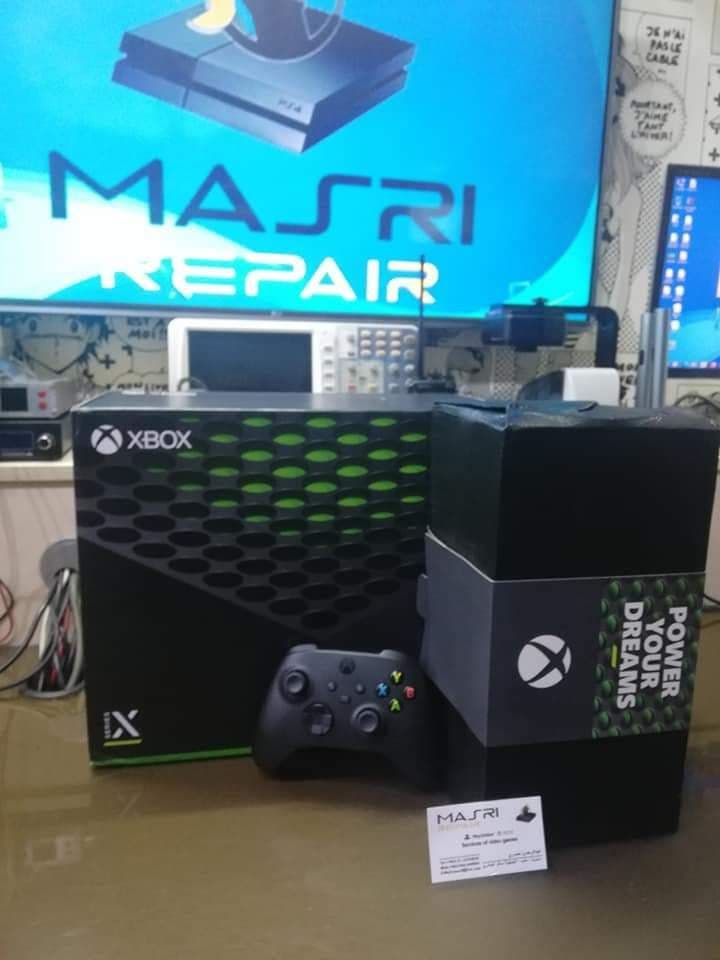 JE N'AI
PAS LE
CABLE
POURTANT,
J'AIME
TANT
L'HIVER!
PS4
MASRI
REPAIR
XBOX
SERIES
X
POWER
YOUR
DREAMS
Y
X
B
A
MASRI
REPAIR
Services of video games